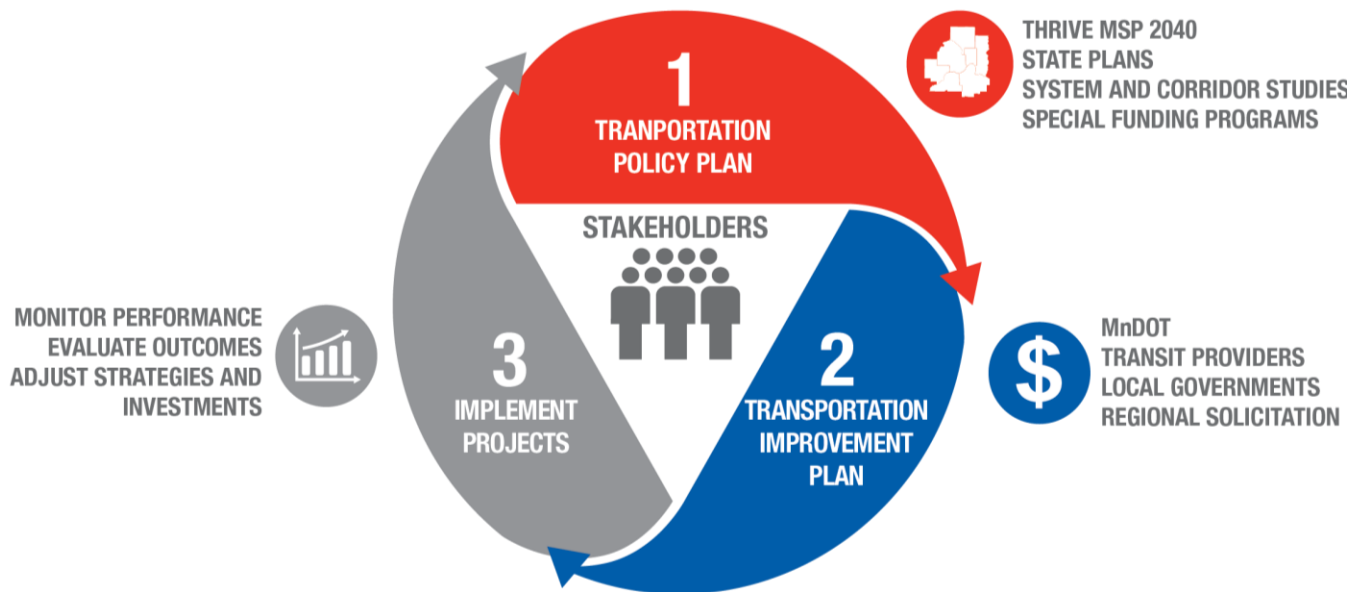 1
TRANPORTATION
POLICY PLAN
THRIVE MSP 2040
STATE PLANS
SYSTEM AND CORRIDOR STUDIES
SPECIAL FUNDING PROGRAMS
STAKEHOLDERS
2
TRANSPORTATION
IMPROVEMENT
PLAN
$
MnDOT
TRANSIT PROVIDERS
LOCAL GOVERNMENTS
REGIONAL SOLICITATION
3
IMPLEMENT
PROJECTS
MONITOR PERFORMANCE
EVALUATE OUTCOMES
ADJUST STRATEGIES AND
INVESTMENTS